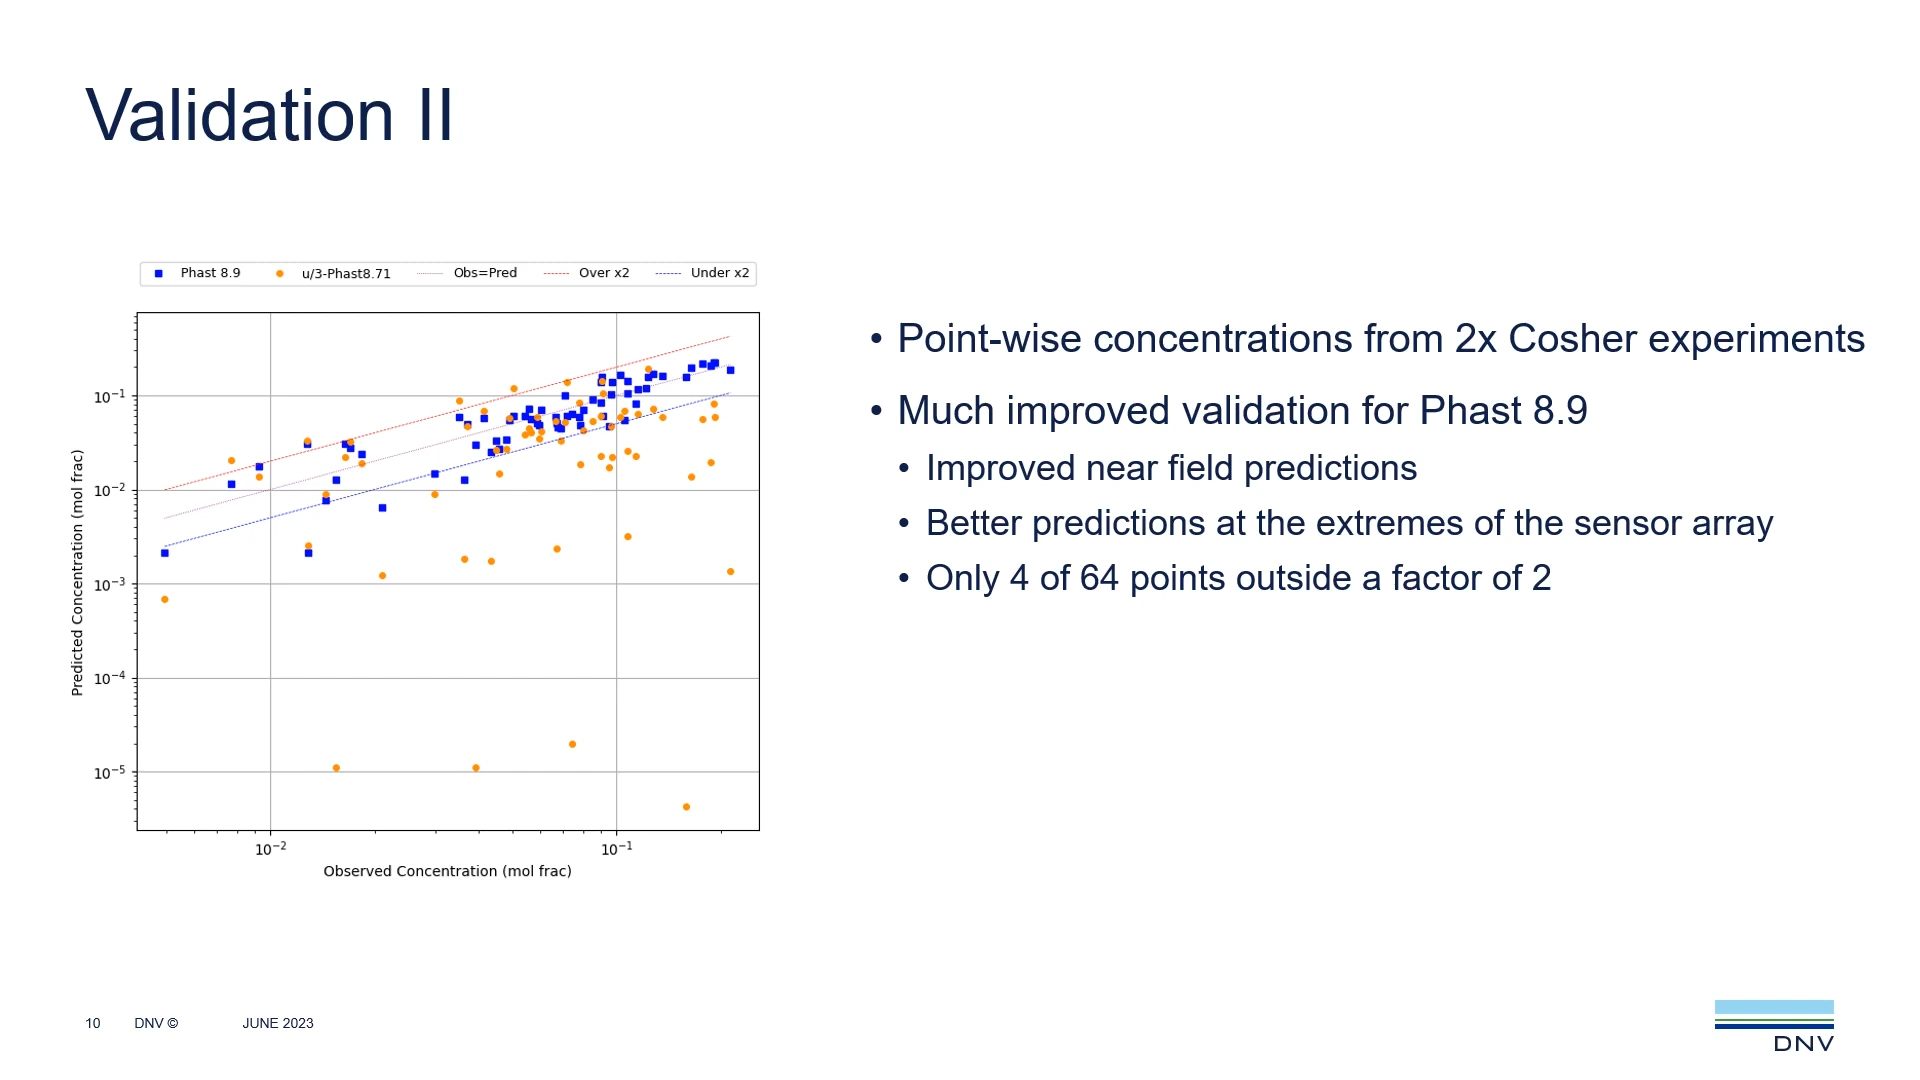 Validation II
Phast 8.9 u/3-Phast8.71 Obs=Pred Over x2 Under x2
10⁻¹
10⁻²
10⁻³
10⁻⁴
10⁻⁵
Predicted Concentration (mol frac)
10⁻² 10⁻¹
Observed Concentration (mol frac)
• Point-wise concentrations from 2x Cosher experiments
• Much improved validation for Phast 8.9
• Improved near field predictions
• Better predictions at the extremes of the sensor array
• Only 4 of 64 points outside a factor of 2
10 DNV © JUNE 2023
DNV